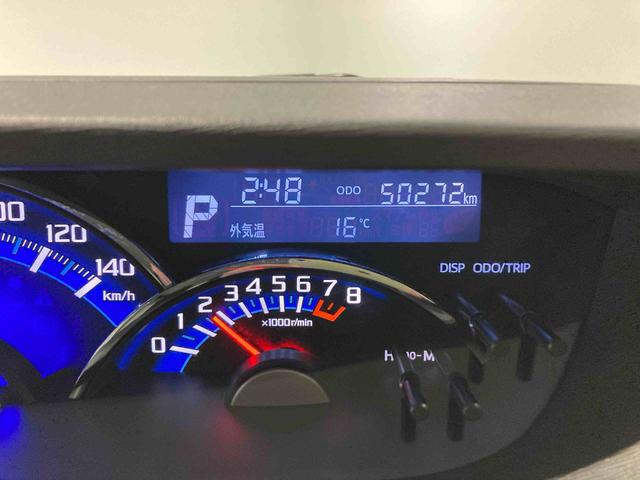 2:48 ODO 50272km
P
外気温 16℃
100 120 140
km/h
DISP ODO/TRIP
0 1 2 3 4 5 6 7 8
x1000r/min